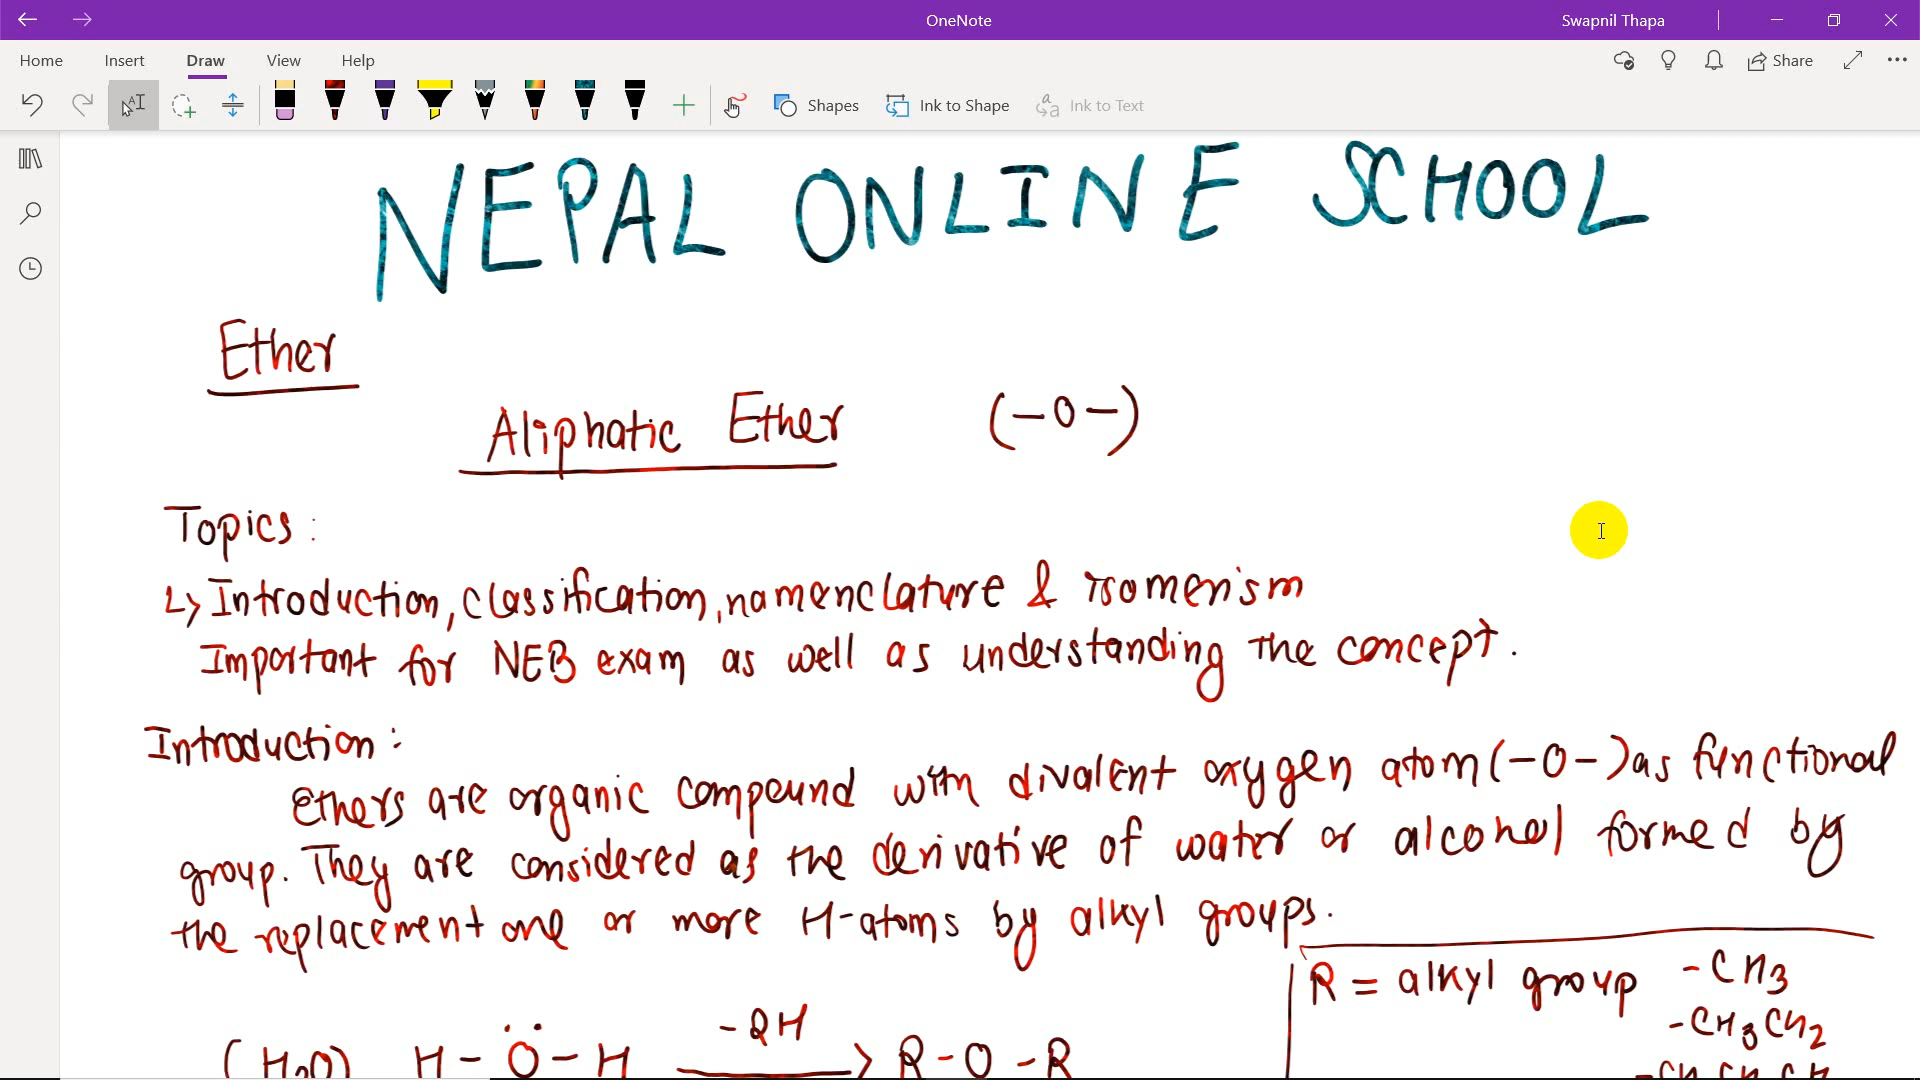 OneNote
Swapnil Thapa
Home Insert Draw View Help
Share
Shapes Ink to Shape Ink to Text
NEPAL ONLINE SCHOOL
Ether
Aliphatic Ether (-O-)
Topics:
↳ Introduction, classification, nomenclature & isomerism
Important for NEB exam as well as understanding the concept.
Introduction:
Ethers are organic compound with divalent oxygen atom (-O-) as functional
group. They are considered as the derivative of water or alcohol formed by
the replacement one or more H-atoms by alkyl groups.
R = alkyl group -CH3
-CH3CH2
-2H
(H2O) H-O-H → R-O-R